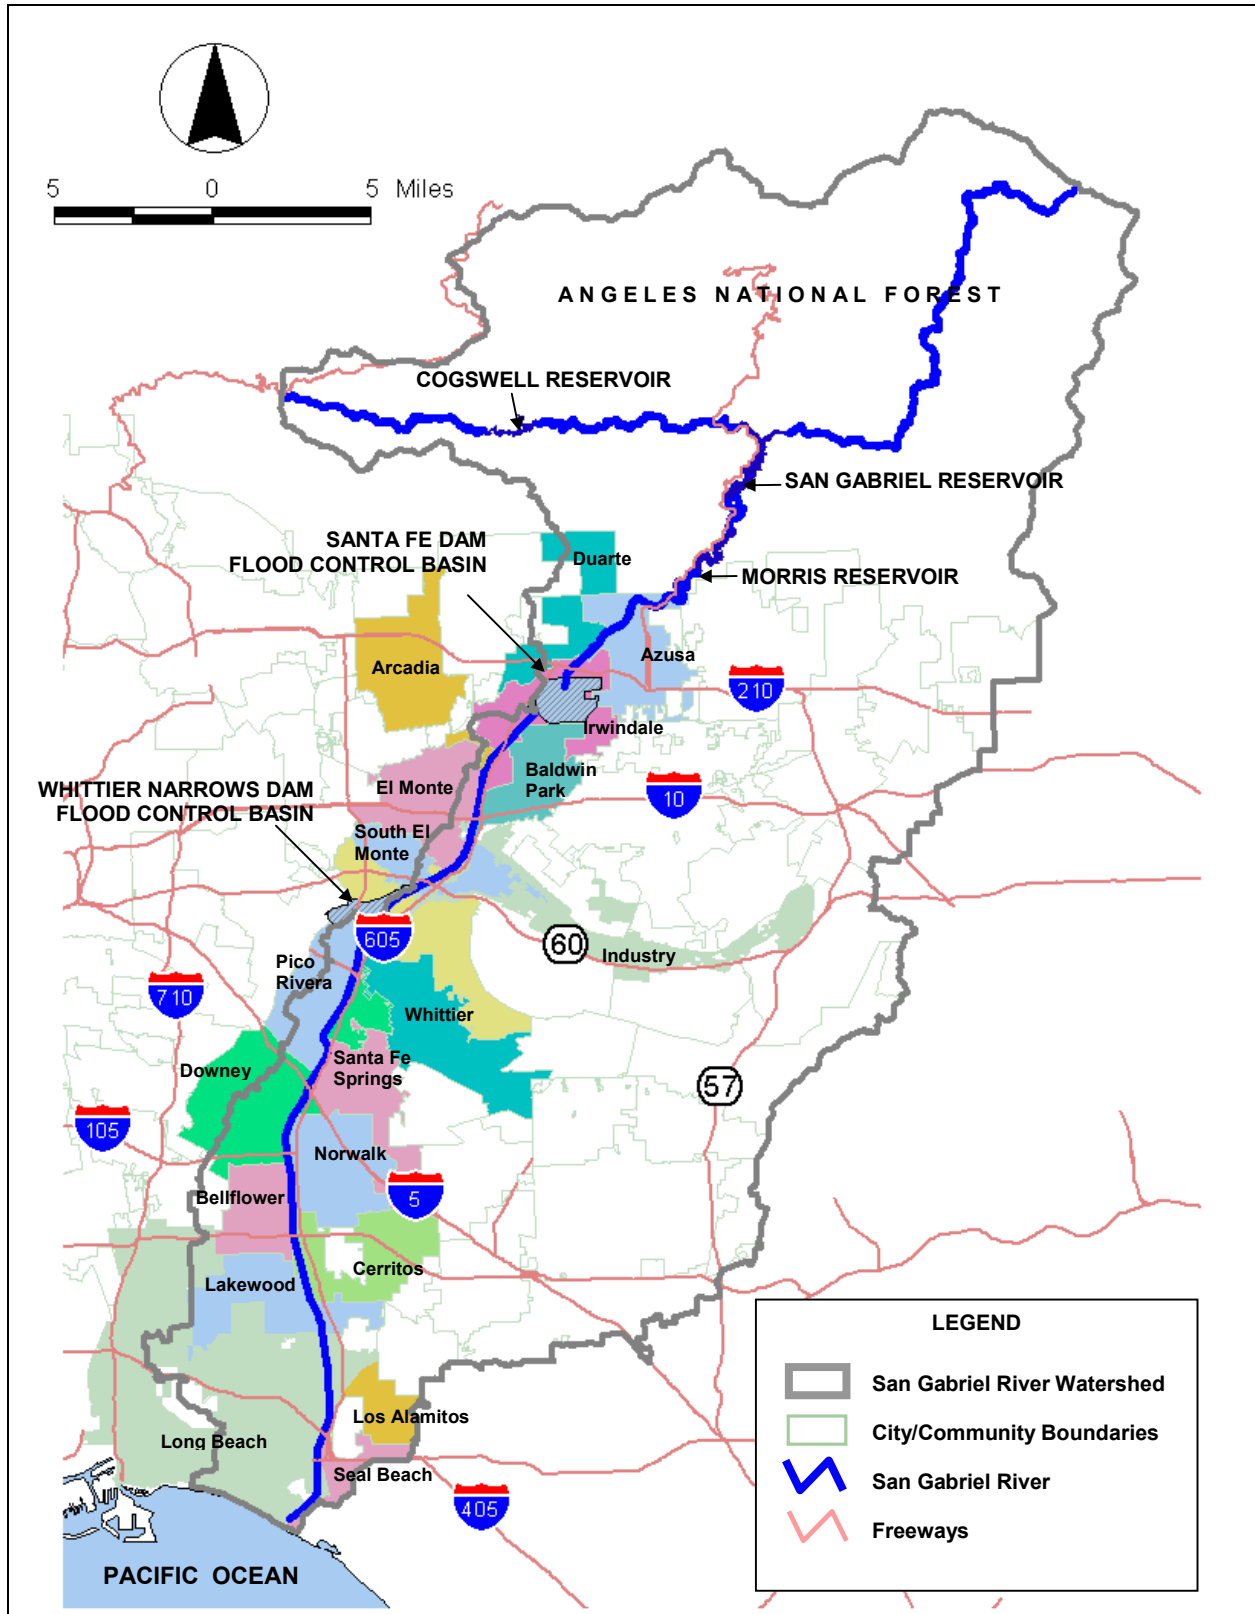 5 0 5 Miles
ANGELES NATIONAL FOREST
COGSWELL RESERVOIR
SAN GABRIEL RESERVOIR
SANTA FE DAM
FLOOD CONTROL BASIN
Duarte
MORRIS RESERVOIR
Azusa
Arcadia
210
Irwindale
Baldwin
Park
El Monte
10
WHITTIER NARROWS DAM
FLOOD CONTROL BASIN
South El
Monte
605
60
Industry
Pico
Rivera
710
Whittier
Santa Fe
Springs
Downey
57
105
Norwalk
Bellflower
5
Cerritos
Lakewood
Los Alamitos
Long Beach
Seal Beach
405
PACIFIC OCEAN
LEGEND
San Gabriel River Watershed
City/Community Boundaries
San Gabriel River
Freeways